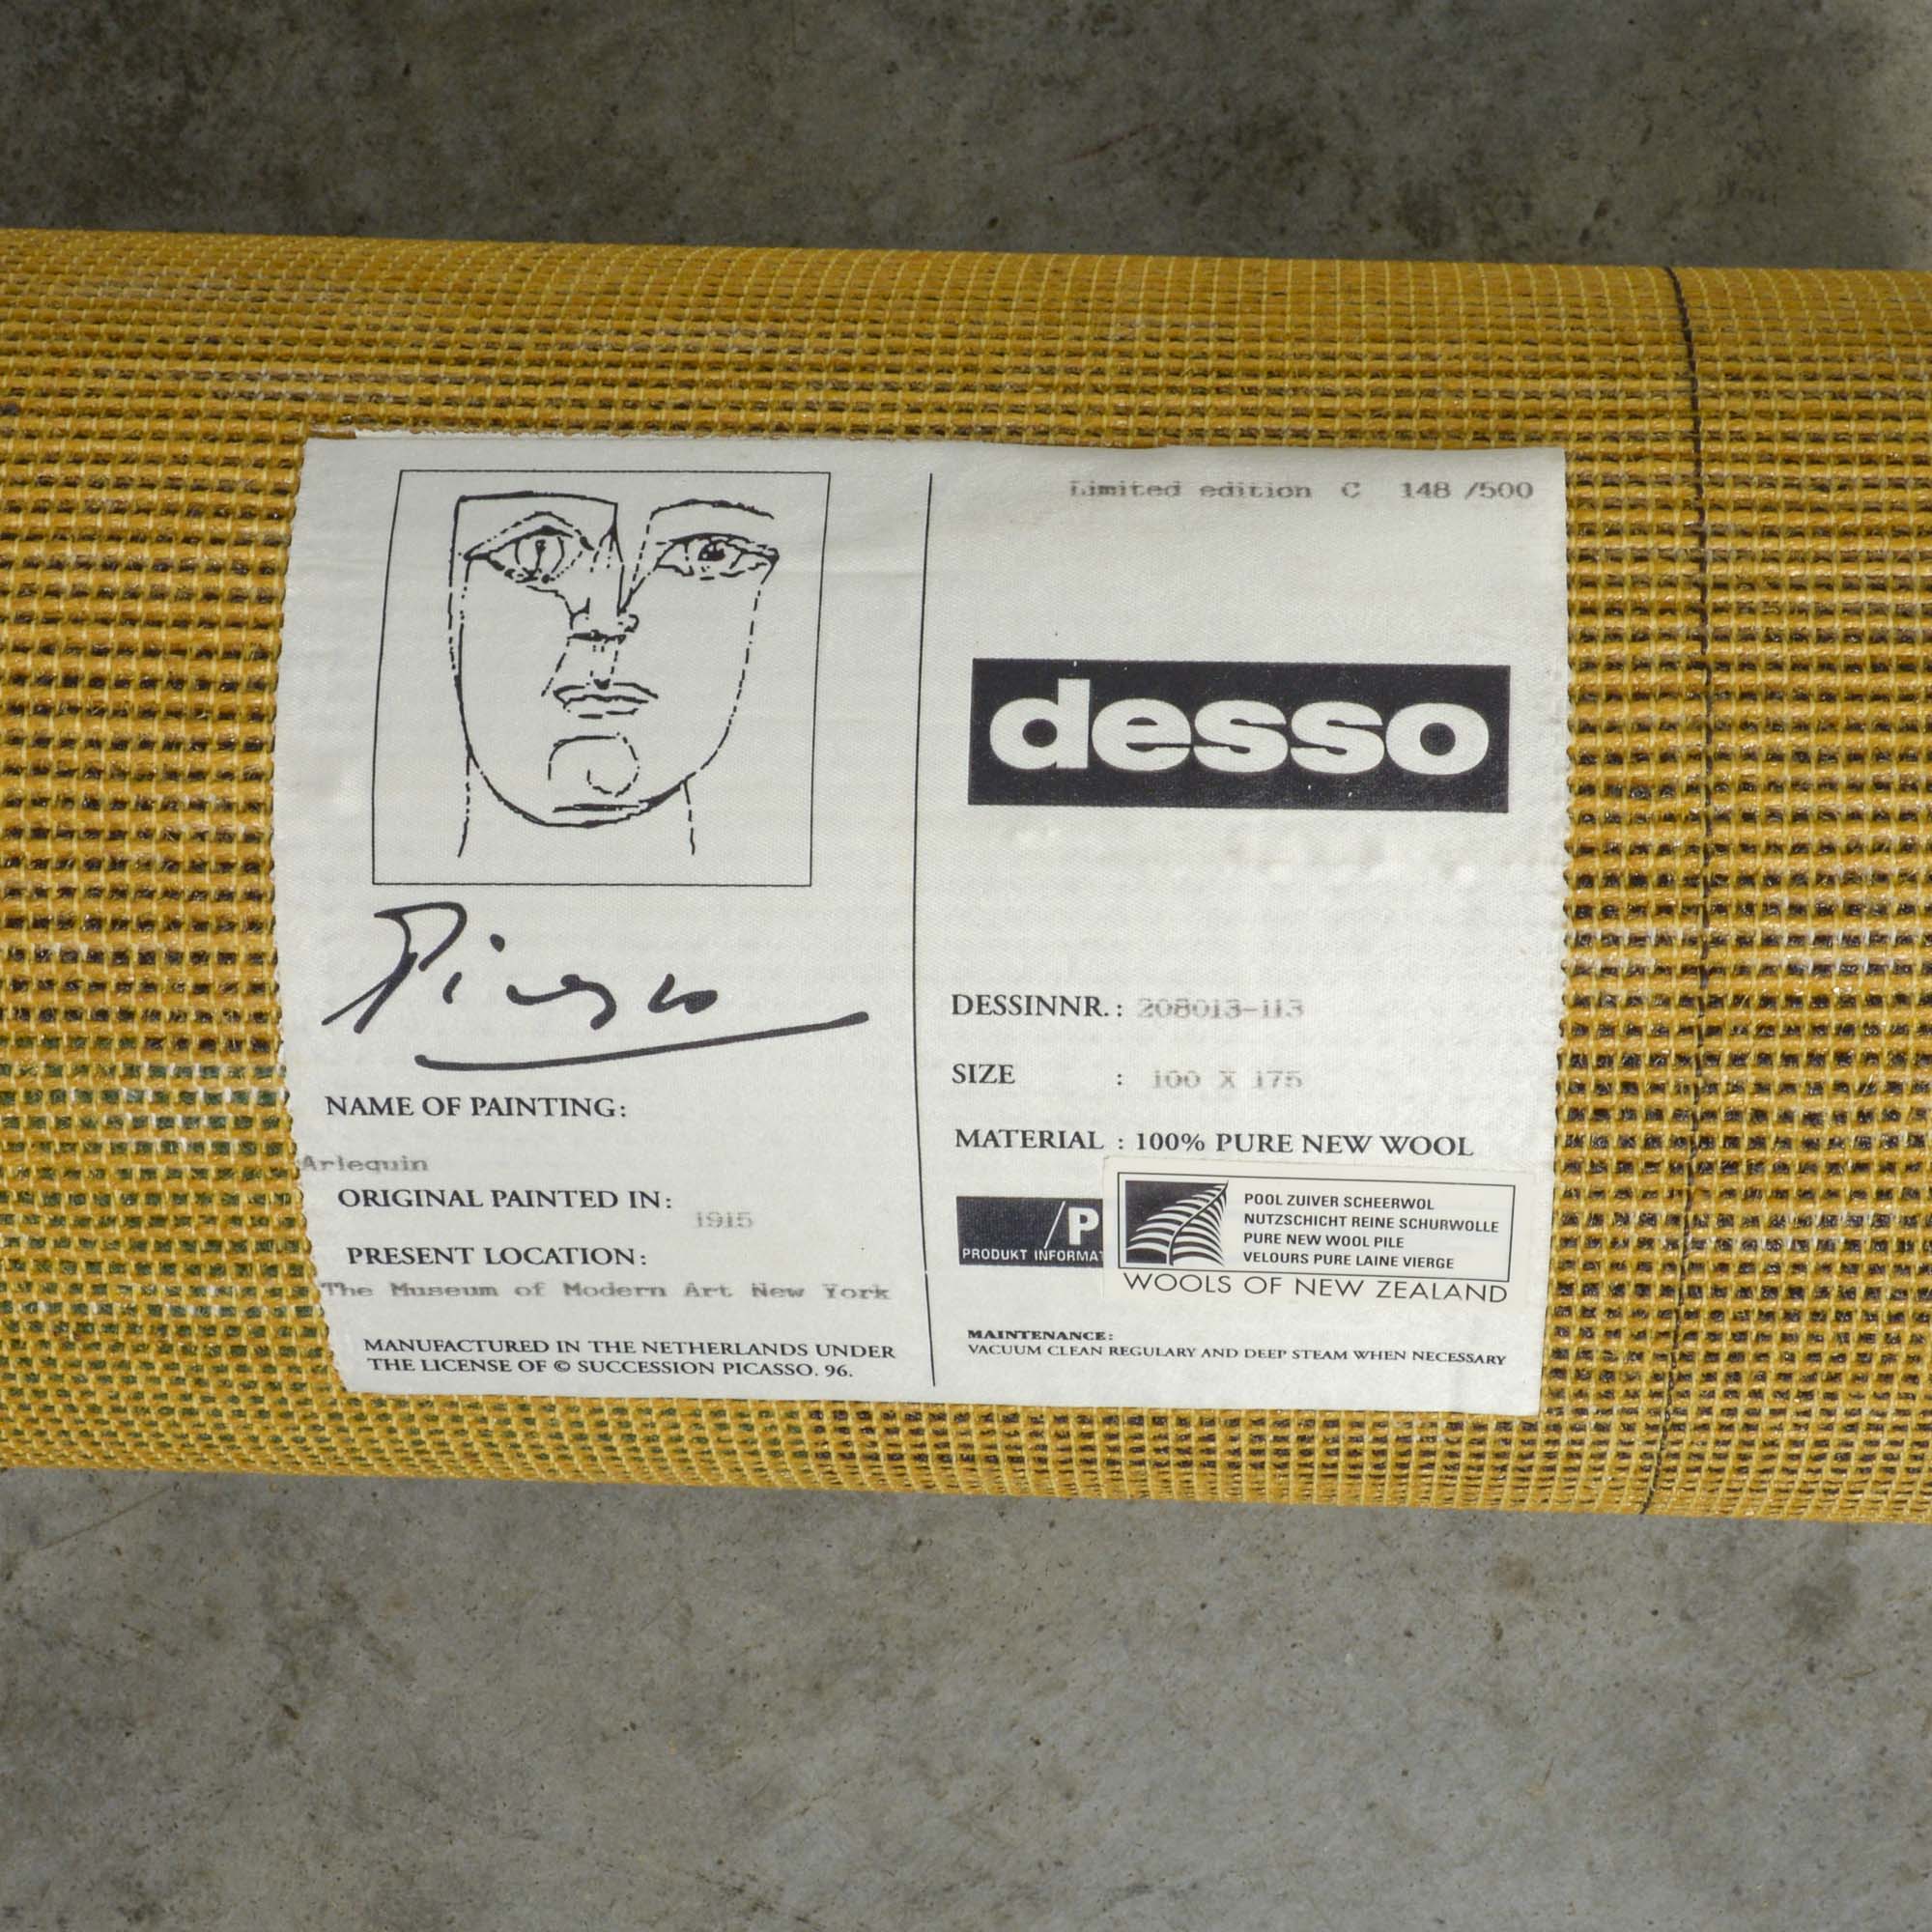 Picasso
NAME OF PAINTING:
Arlequin
ORIGINAL PAINTED IN:
1915
PRESENT LOCATION:
The Museum of Modern Art New York
MANUFACTURED IN THE NETHERLANDS UNDER
THE LICENSE OF © SUCCESSION PICASSO. 96.
Limited edition C 148 /500
desso
DESSINNR. : 208013-113
SIZE : 100 X 175
MATERIAL : 100% PURE NEW WOOL
/P
PRODUKT INFORMA
POOL ZUIVER SCHEERWOL
NUTZSCHICHT REINE SCHURWOLLE
PURE NEW WOOL PILE
VELOURS PURE LAINE VIERGE
WOOLS OF NEW ZEALAND
MAINTENANCE:
VACUUM CLEAN REGULARY AND DEEP STEAM WHEN NECESSARY